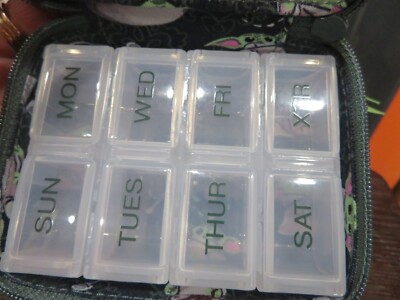 MON
WED
FRI
XTR
SUN
TUES
THUR
SAT